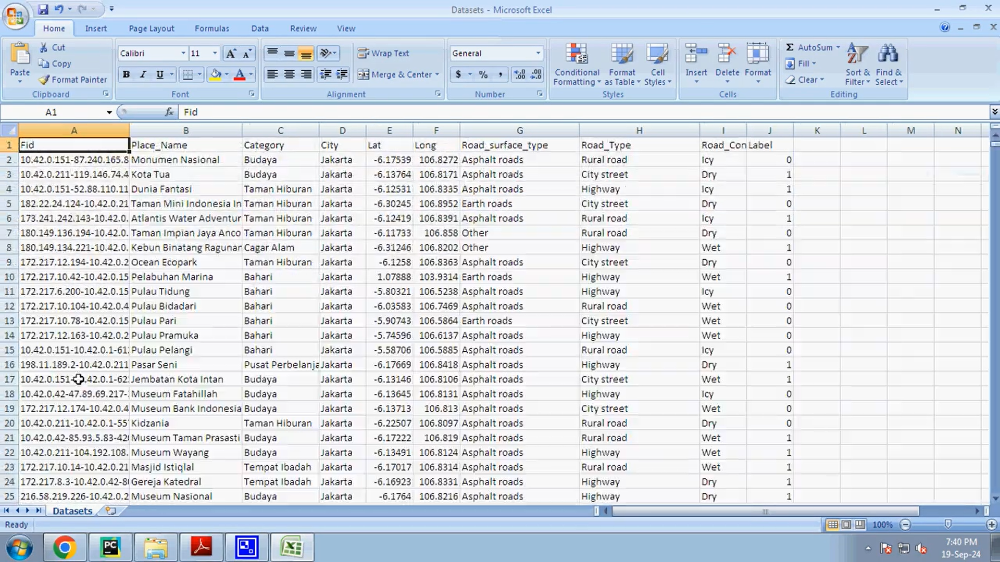 Datasets - Microsoft Excel
Home Insert Page Layout Formulas Data Review View
Paste Cut Copy Format Painter Clipboard
Calibri 11 A A B I U A Font
Wrap Text Merge & Center Alignment
General $ % , .0 .00 .00 .0 Number
Conditional Formatting Format as Table Cell Styles Styles
Insert Delete Format Cells
Σ AutoSum Fill Clear Sort & Filter Find & Select Editing
A1 fx Fid
A B C D E F G H I J K L M N
1 Fid Place_Name Category City Lat Long Road_surface_type Road_Type Road_Con Label
2 10.42.0.151-87.240.165.8 Monumen Nasional Budaya Jakarta -6.17539 106.8272 Asphalt roads Rural road Icy 0
3 10.42.0.211-119.146.74.4 Kota Tua Budaya Jakarta -6.13764 106.8171 Asphalt roads City street Dry 1
4 10.42.0.151-52.88.110.11 Dunia Fantasi Taman Hiburan Jakarta -6.12531 106.8335 Asphalt roads Highway Icy 1
5 182.22.24.124-10.42.0.21 Taman Mini Indonesia In Taman Hiburan Jakarta -6.30245 106.8952 Earth roads City street Dry 0
6 173.241.242.143-10.42.0. Atlantis Water Adventur Taman Hiburan Jakarta -6.12419 106.8391 Asphalt roads Rural road Icy 1
7 180.149.136.194-10.42.0. Taman Impian Jaya Anco Taman Hiburan Jakarta -6.11733 106.858 Other Rural road Dry 0
8 180.149.134.221-10.42.0. Kebun Binatang Ragunan Cagar Alam Jakarta -6.31246 106.8202 Other Highway Wet 1
9 172.217.12.194-10.42.0.2 Ocean Ecopark Taman Hiburan Jakarta -6.1258 106.8363 Asphalt roads City street Dry 0
10 172.217.10.42-10.42.0.15 Pelabuhan Marina Bahari Jakarta 1.07888 103.9314 Earth roads Highway Wet 1
11 172.217.6.200-10.42.0.15 Pulau Tidung Bahari Jakarta -5.80321 106.5238 Asphalt roads Highway Icy 0
12 172.217.10.104-10.42.0.4 Pulau Bidadari Bahari Jakarta -6.03583 106.7469 Asphalt roads Rural road Wet 0
13 172.217.10.78-10.42.0.15 Pulau Pari Bahari Jakarta -5.90743 106.5864 Earth roads City street Wet 0
14 172.217.12.163-10.42.0.2 Pulau Pramuka Bahari Jakarta -5.74596 106.6137 Asphalt roads Highway Wet 0
15 10.42.0.151-10.42.0.1-61 Pulau Pelangi Bahari Jakarta -5.58706 106.5885 Asphalt roads Rural road Icy 0
16 198.11.189.2-10.42.0.211 Pasar Seni Pusat Perbelanja Jakarta -6.17669 106.8418 Asphalt roads Highway Dry 1
17 10.42.0.151- .42.0.1-62 Jembatan Kota Intan Budaya Jakarta -6.13146 106.8106 Asphalt roads City street Wet 1
18 10.42.0.42-47.89.69.217- Museum Fatahillah Budaya Jakarta -6.13645 106.8131 Asphalt roads Highway Icy 0
19 172.217.12.174-10.42.0.4 Museum Bank Indonesia Budaya Jakarta -6.13713 106.813 Asphalt roads City street Wet 0
20 10.42.0.211-10.42.0.1-55 Kidzania Taman Hiburan Jakarta -6.22507 106.8097 Asphalt roads Rural road Dry 0
21 10.42.0.42-85.93.5.83-42 Museum Taman Prasasti Budaya Jakarta -6.17222 106.819 Asphalt roads Rural road Wet 1
22 10.42.0.211-104.192.108. Museum Wayang Budaya Jakarta -6.13491 106.8124 Asphalt roads Highway Wet 1
23 172.217.10.14-10.42.0.21 Masjid Istiqlal Tempat Ibadah Jakarta -6.17017 106.8314 Asphalt roads Rural road Wet 1
24 172.217.8.3-10.42.0.42-8 Gereja Katedral Tempat Ibadah Jakarta -6.16923 106.8331 Asphalt roads Highway Dry 1
25 216.58.219.226-10.42.0.2 Museum Nasional Budaya Jakarta -6.1764 106.8216 Asphalt roads Highway Dry 1
Datasets
Ready 100%
PC 7:40 PM
19-Sep-24